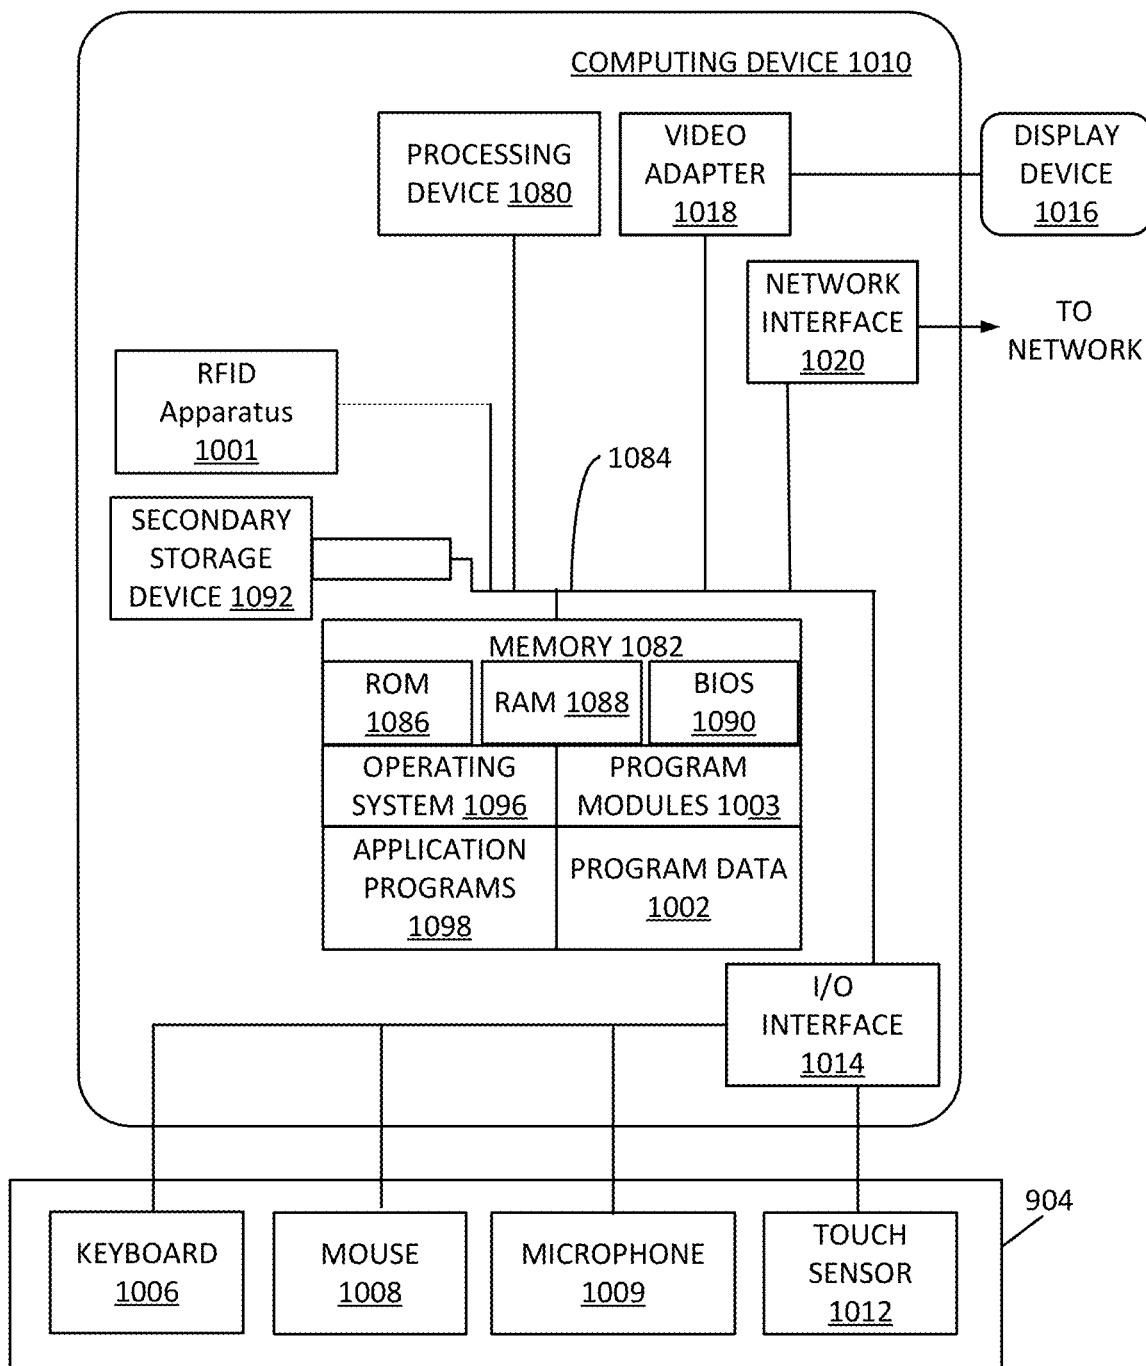 COMPUTING DEVICE 1010
PROCESSING
DEVICE 1080
VIDEO
ADAPTER
1018
DISPLAY
DEVICE
1016
NETWORK
INTERFACE
1020
TO
NETWORK
RFID
Apparatus
1001
1084
SECONDARY
STORAGE
DEVICE 1092
MEMORY 1082
ROM
1086
RAM 1088
BIOS
1090
OPERATING
SYSTEM 1096
PROGRAM
MODULES 1003
APPLICATION
PROGRAMS
1098
PROGRAM DATA
1002
I/O
INTERFACE
1014
904
KEYBOARD
1006
MOUSE
1008
MICROPHONE
1009
TOUCH
SENSOR
1012